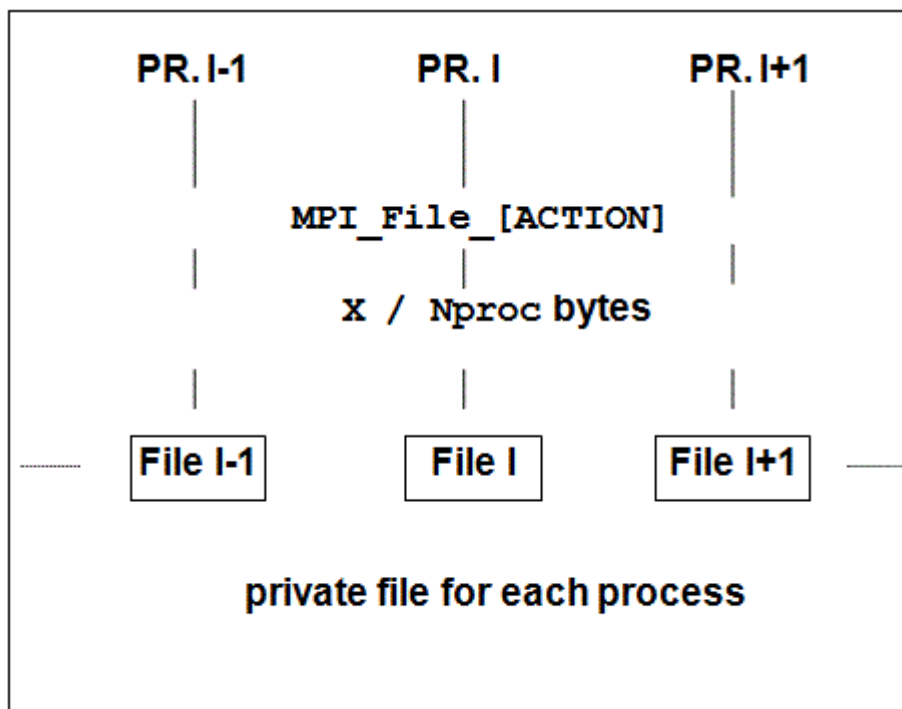 PR. I-1 PR. I PR. I+1
MPI_File_[ACTION]
X / Nproc bytes
File I-1 File I File I+1
private file for each process